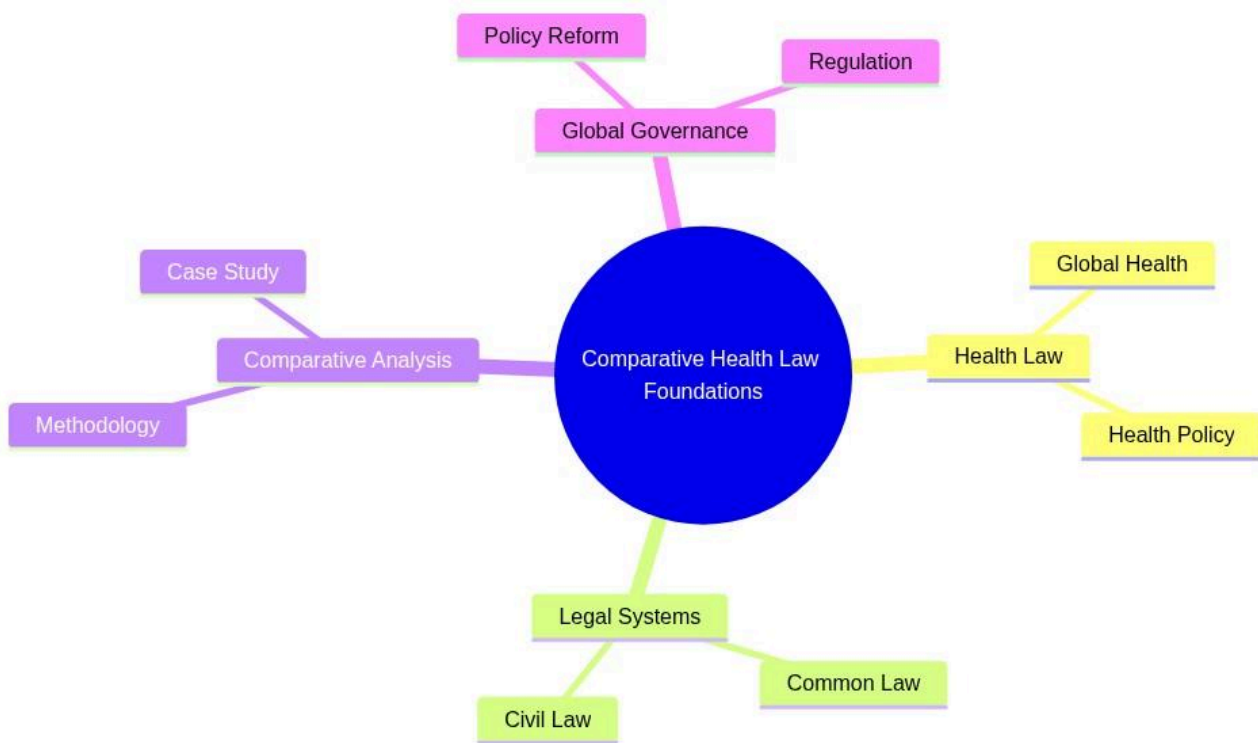 Policy Reform
Regulation
Global Governance
Case Study
Global Health
Comparative Analysis
Comparative Health Law
Foundations
Health Law
Methodology
Health Policy
Legal Systems
Common Law
Civil Law